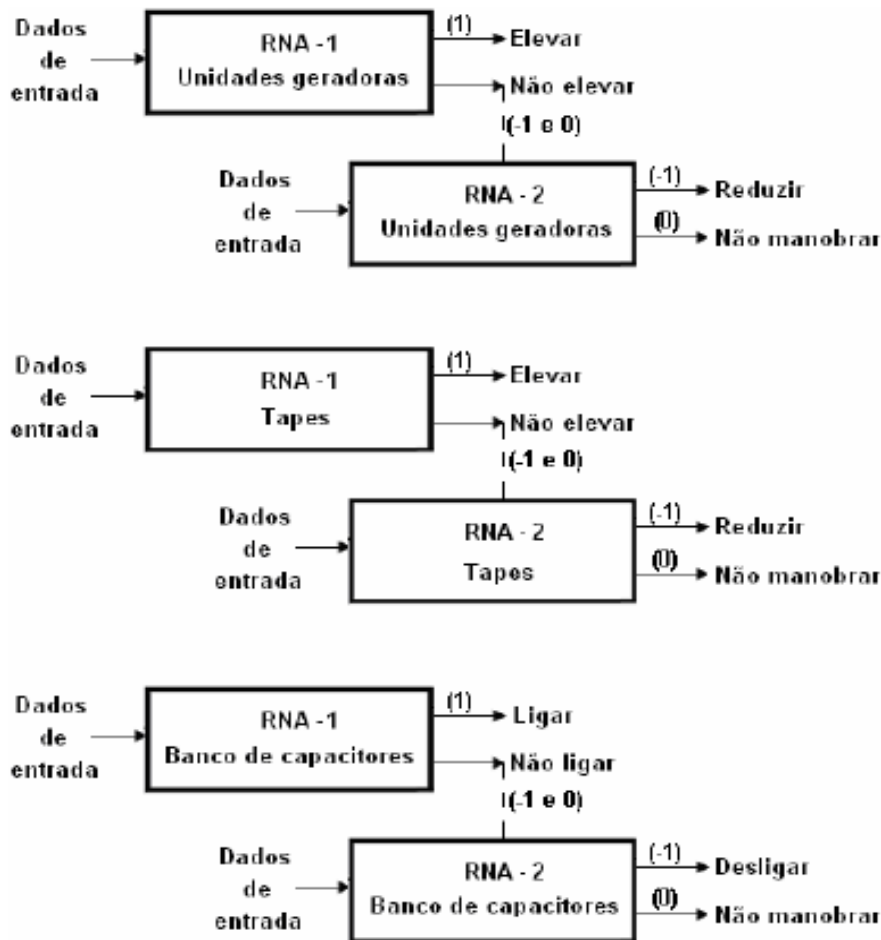 Dados
de
entrada
RNA -1
Unidades geradoras
(1)
Elevar
Não elevar
(-1 e 0)
Dados
de
entrada
RNA - 2
Unidades geradoras
(-1)
Reduzir
(0)
Não manobrar
Dados
de
entrada
RNA -1
Tapes
(1)
Elevar
Não elevar
(-1 e 0)
Dados
de
entrada
RNA - 2
Tapes
(-1)
Reduzir
(0)
Não manobrar
Dados
de
entrada
RNA -1
Banco de capacitores
(1)
Ligar
Não ligar
(-1 e 0)
Dados
de
entrada
RNA - 2
Banco de capacitores
(-1)
Desligar
(0)
Não manobrar